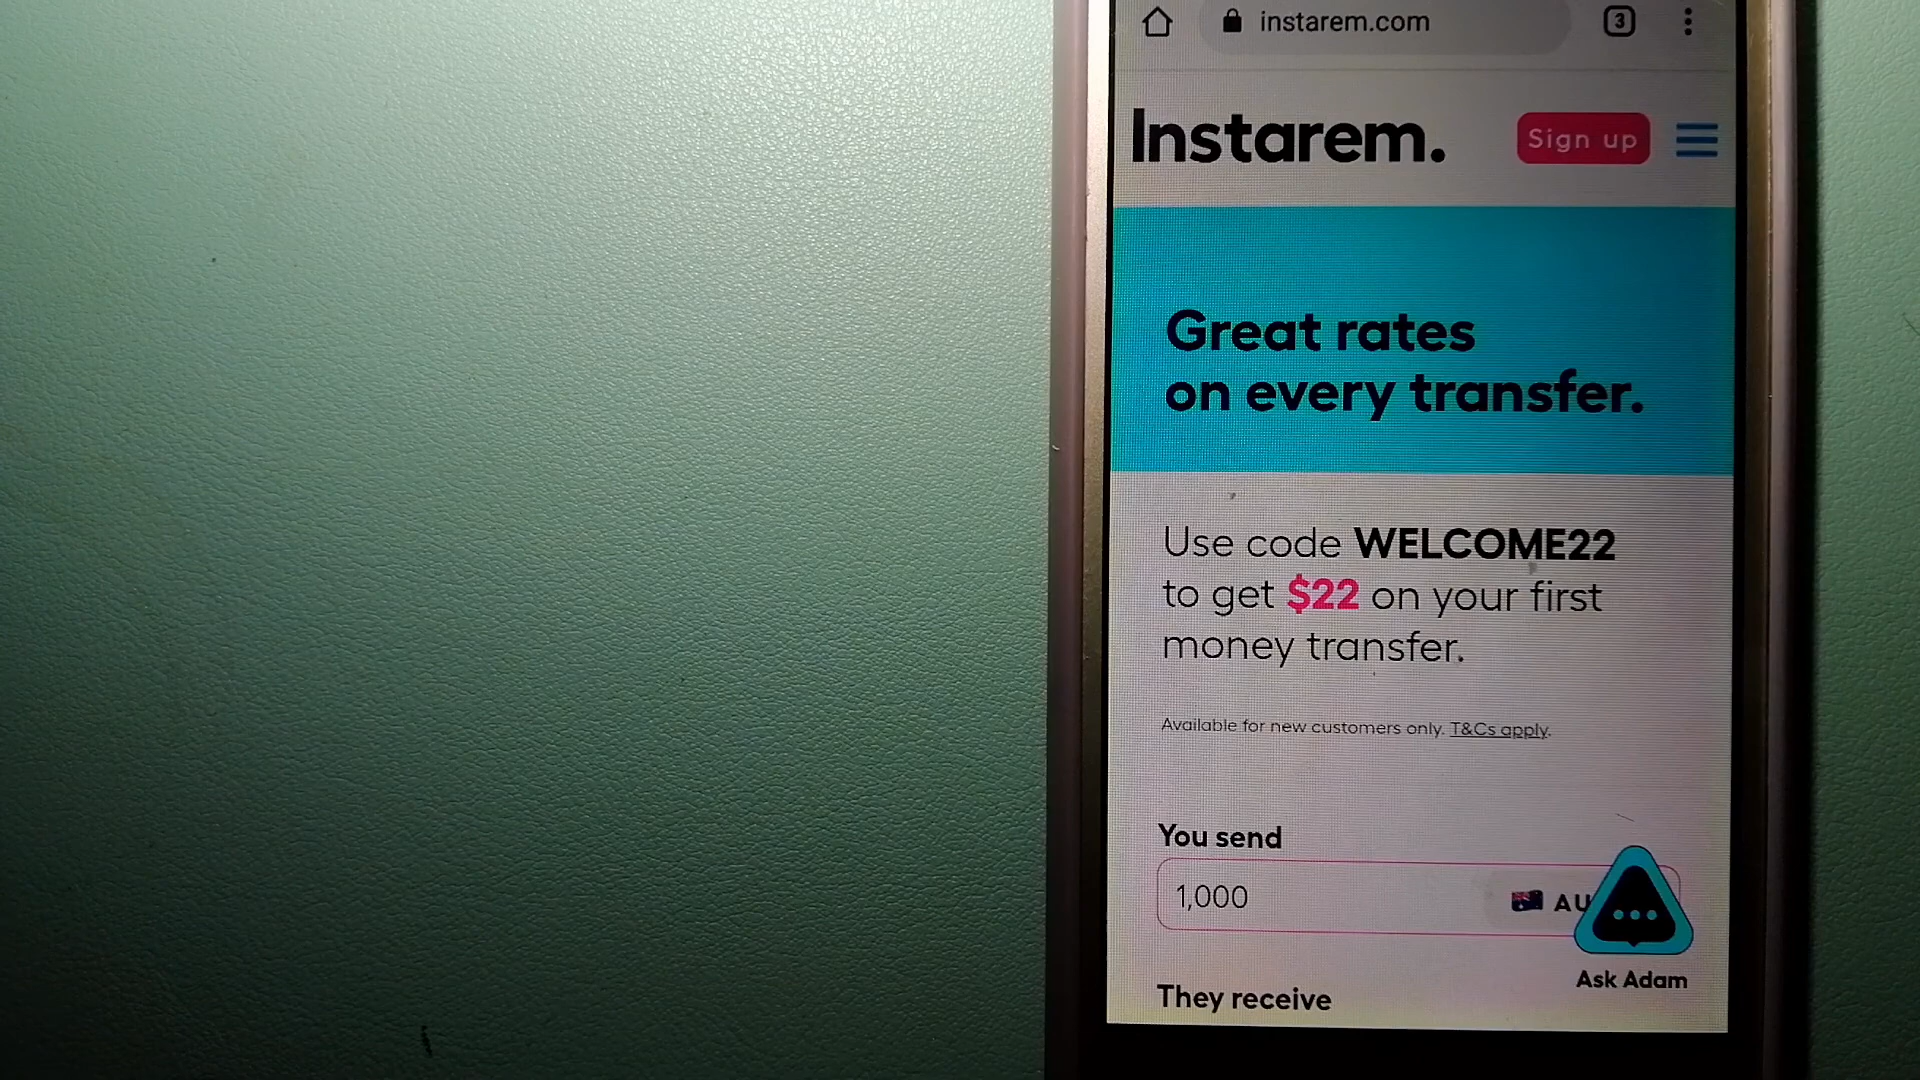 3
instarem.com
Instarem.
Sign up
Great rates
on every transfer.
Use code WELCOME22
to get $22 on your first
money transfer.
Available for new customers only. T&Cs apply.
You send
1,000
AU
Ask Adam
They receive